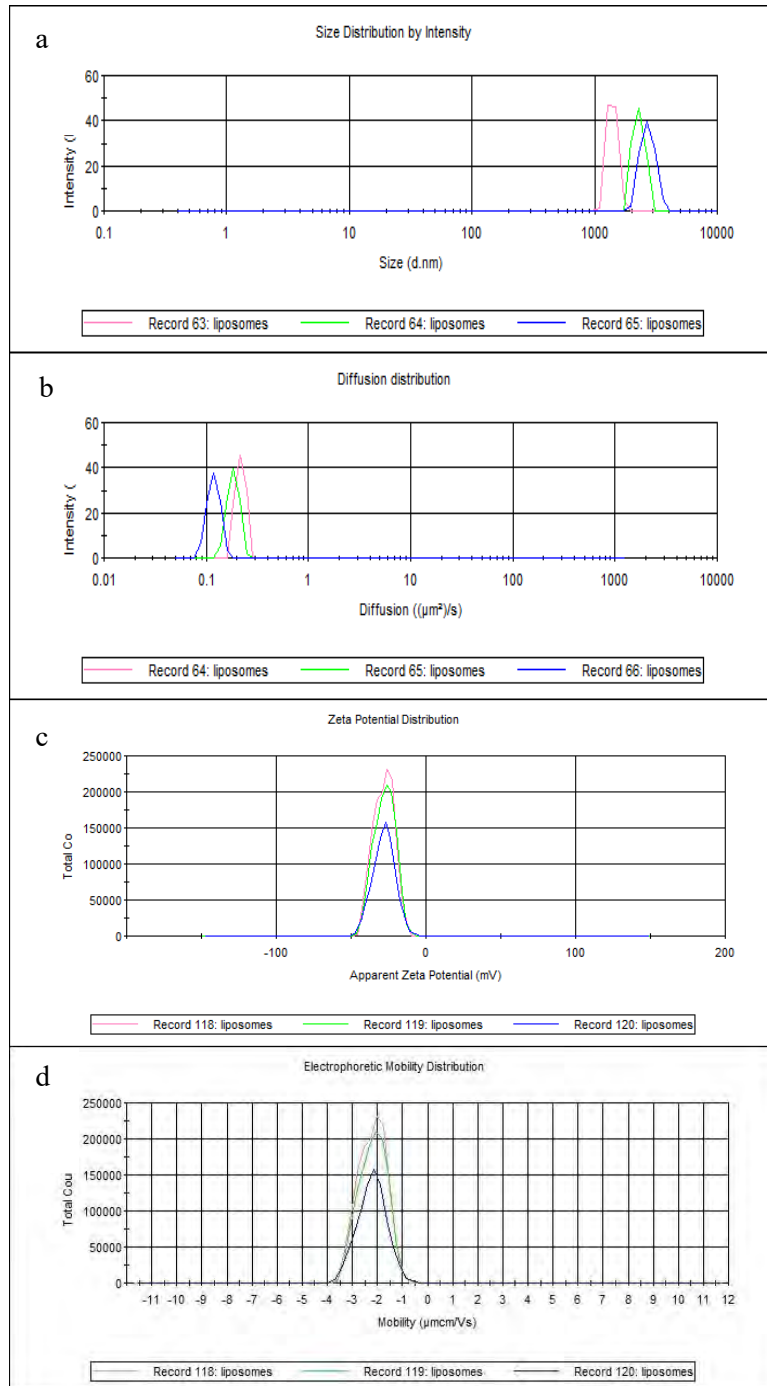 a
Size Distribution by Intensity
60
40
20
0
Intensity (
0.1 1 10 100 1000 10000
Size (d.nm)
Record 63: liposomes Record 64: liposomes Record 65: liposomes
b
Diffusion distribution
60
40
20
0
Intensity (
0.01 0.1 1 10 100 1000 10000
Diffusion ((µm²)/s)
Record 64: liposomes Record 65: liposomes Record 66: liposomes
c
Zeta Potential Distribution
250000
200000
150000
100000
50000
0
Total Co
-100 0 100 200
Apparent Zeta Potential (mV)
Record 118: liposomes Record 119: liposomes Record 120: liposomes
d
Electrophoretic Mobility Distribution
250000
200000
150000
100000
50000
0
Total Cou
-11 -10 -9 -8 -7 -6 -5 -4 -3 -2 -1 0 1 2 3 4 5 6 7 8 9 10 11 12
Mobility (µmcm/Vs)
Record 118: liposomes Record 119: liposomes Record 120: liposomes